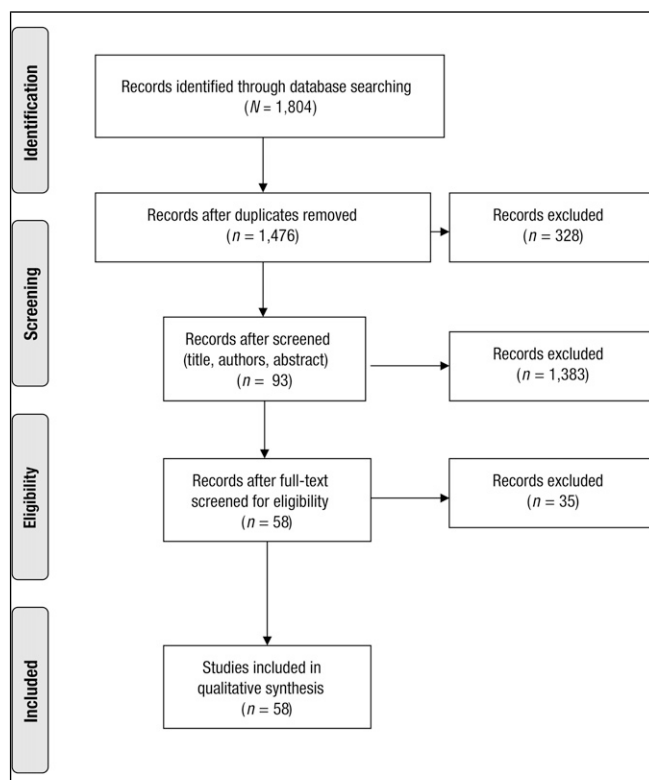 Identification
Records identified through database searching
(N = 1,804)
Records after duplicates removed
(n = 1,476)
Records excluded
(n = 328)
Screening
Records after screened
(title, authors, abstract)
(n = 93)
Records excluded
(n = 1,383)
Eligibility
Records after full-text
screened for eligibility
(n = 58)
Records excluded
(n = 35)
Included
Studies included in
qualitative synthesis
(n = 58)